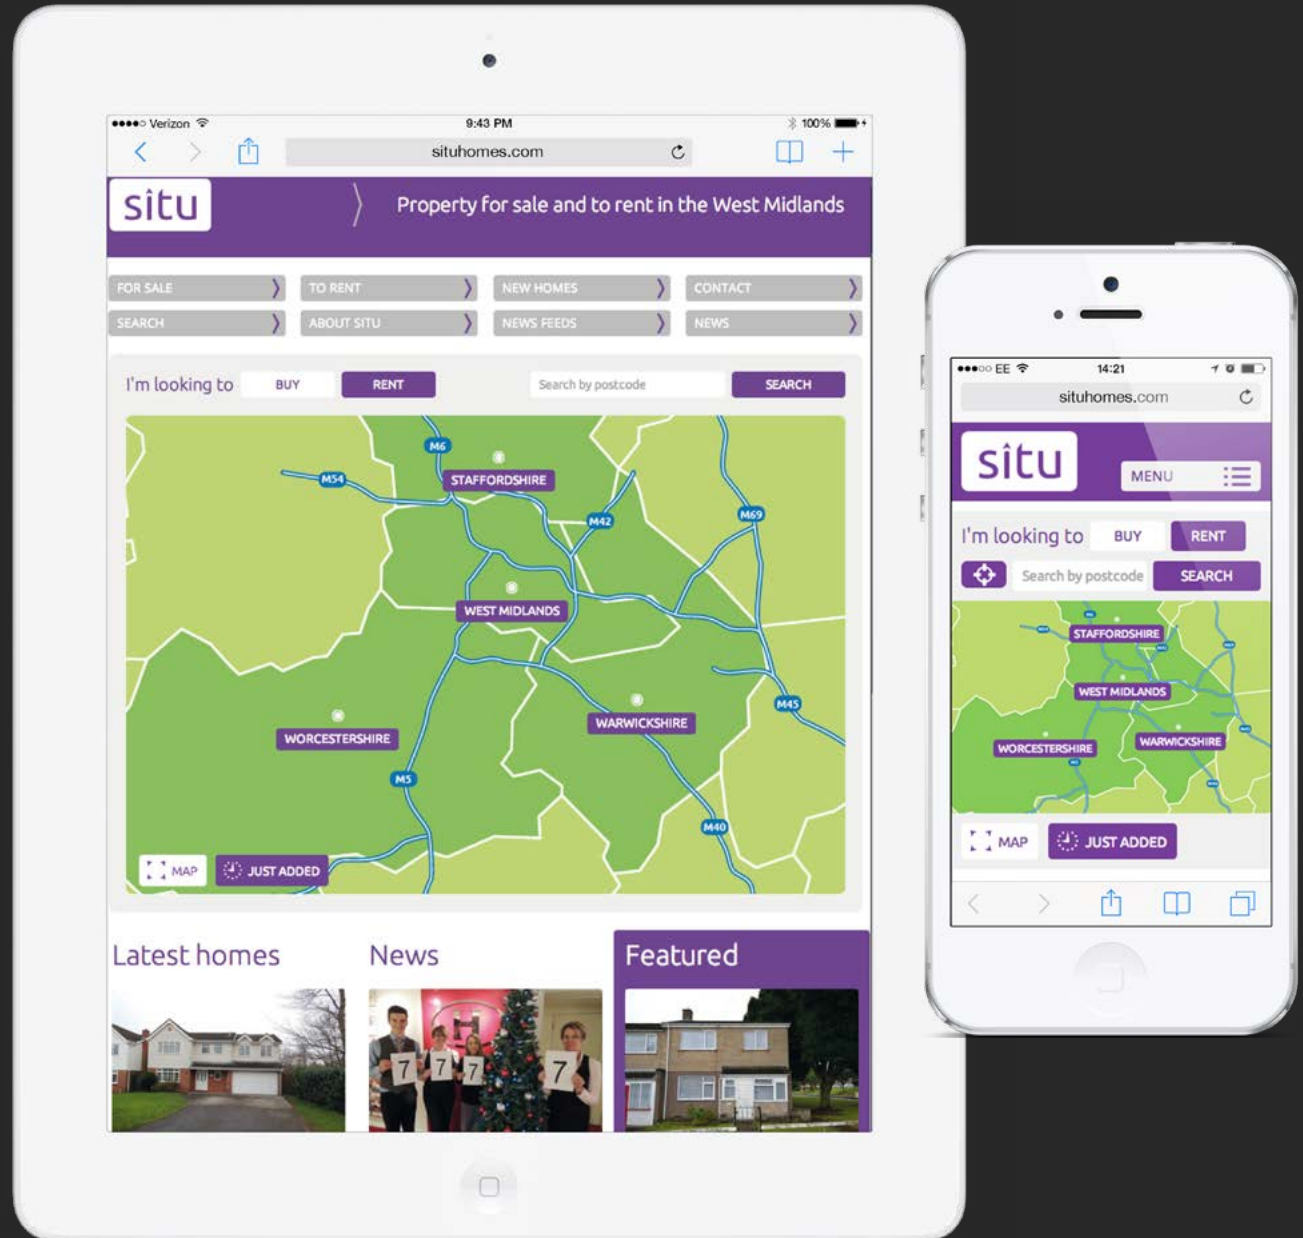 Verizon 9:43 PM 100%
situhomes.com
sîtu Property for sale and to rent in the West Midlands
FOR SALE TO RENT NEW HOMES CONTACT
SEARCH ABOUT SITU NEWS FEEDS NEWS
I'm looking to BUY RENT Search by postcode SEARCH
M6
STAFFORDSHIRE
M54
M42
M69
WEST MIDLANDS
M45
WARWICKSHIRE
WORCESTERSHIRE
M5
M40
MAP JUST ADDED
Latest homes News Featured
7 7 7 7
EE 14:21
situhomes.com
sîtu MENU
I'm looking to BUY RENT
Search by postcode SEARCH
STAFFORDSHIRE
WEST MIDLANDS
WARWICKSHIRE
WORCESTERSHIRE
MAP JUST ADDED